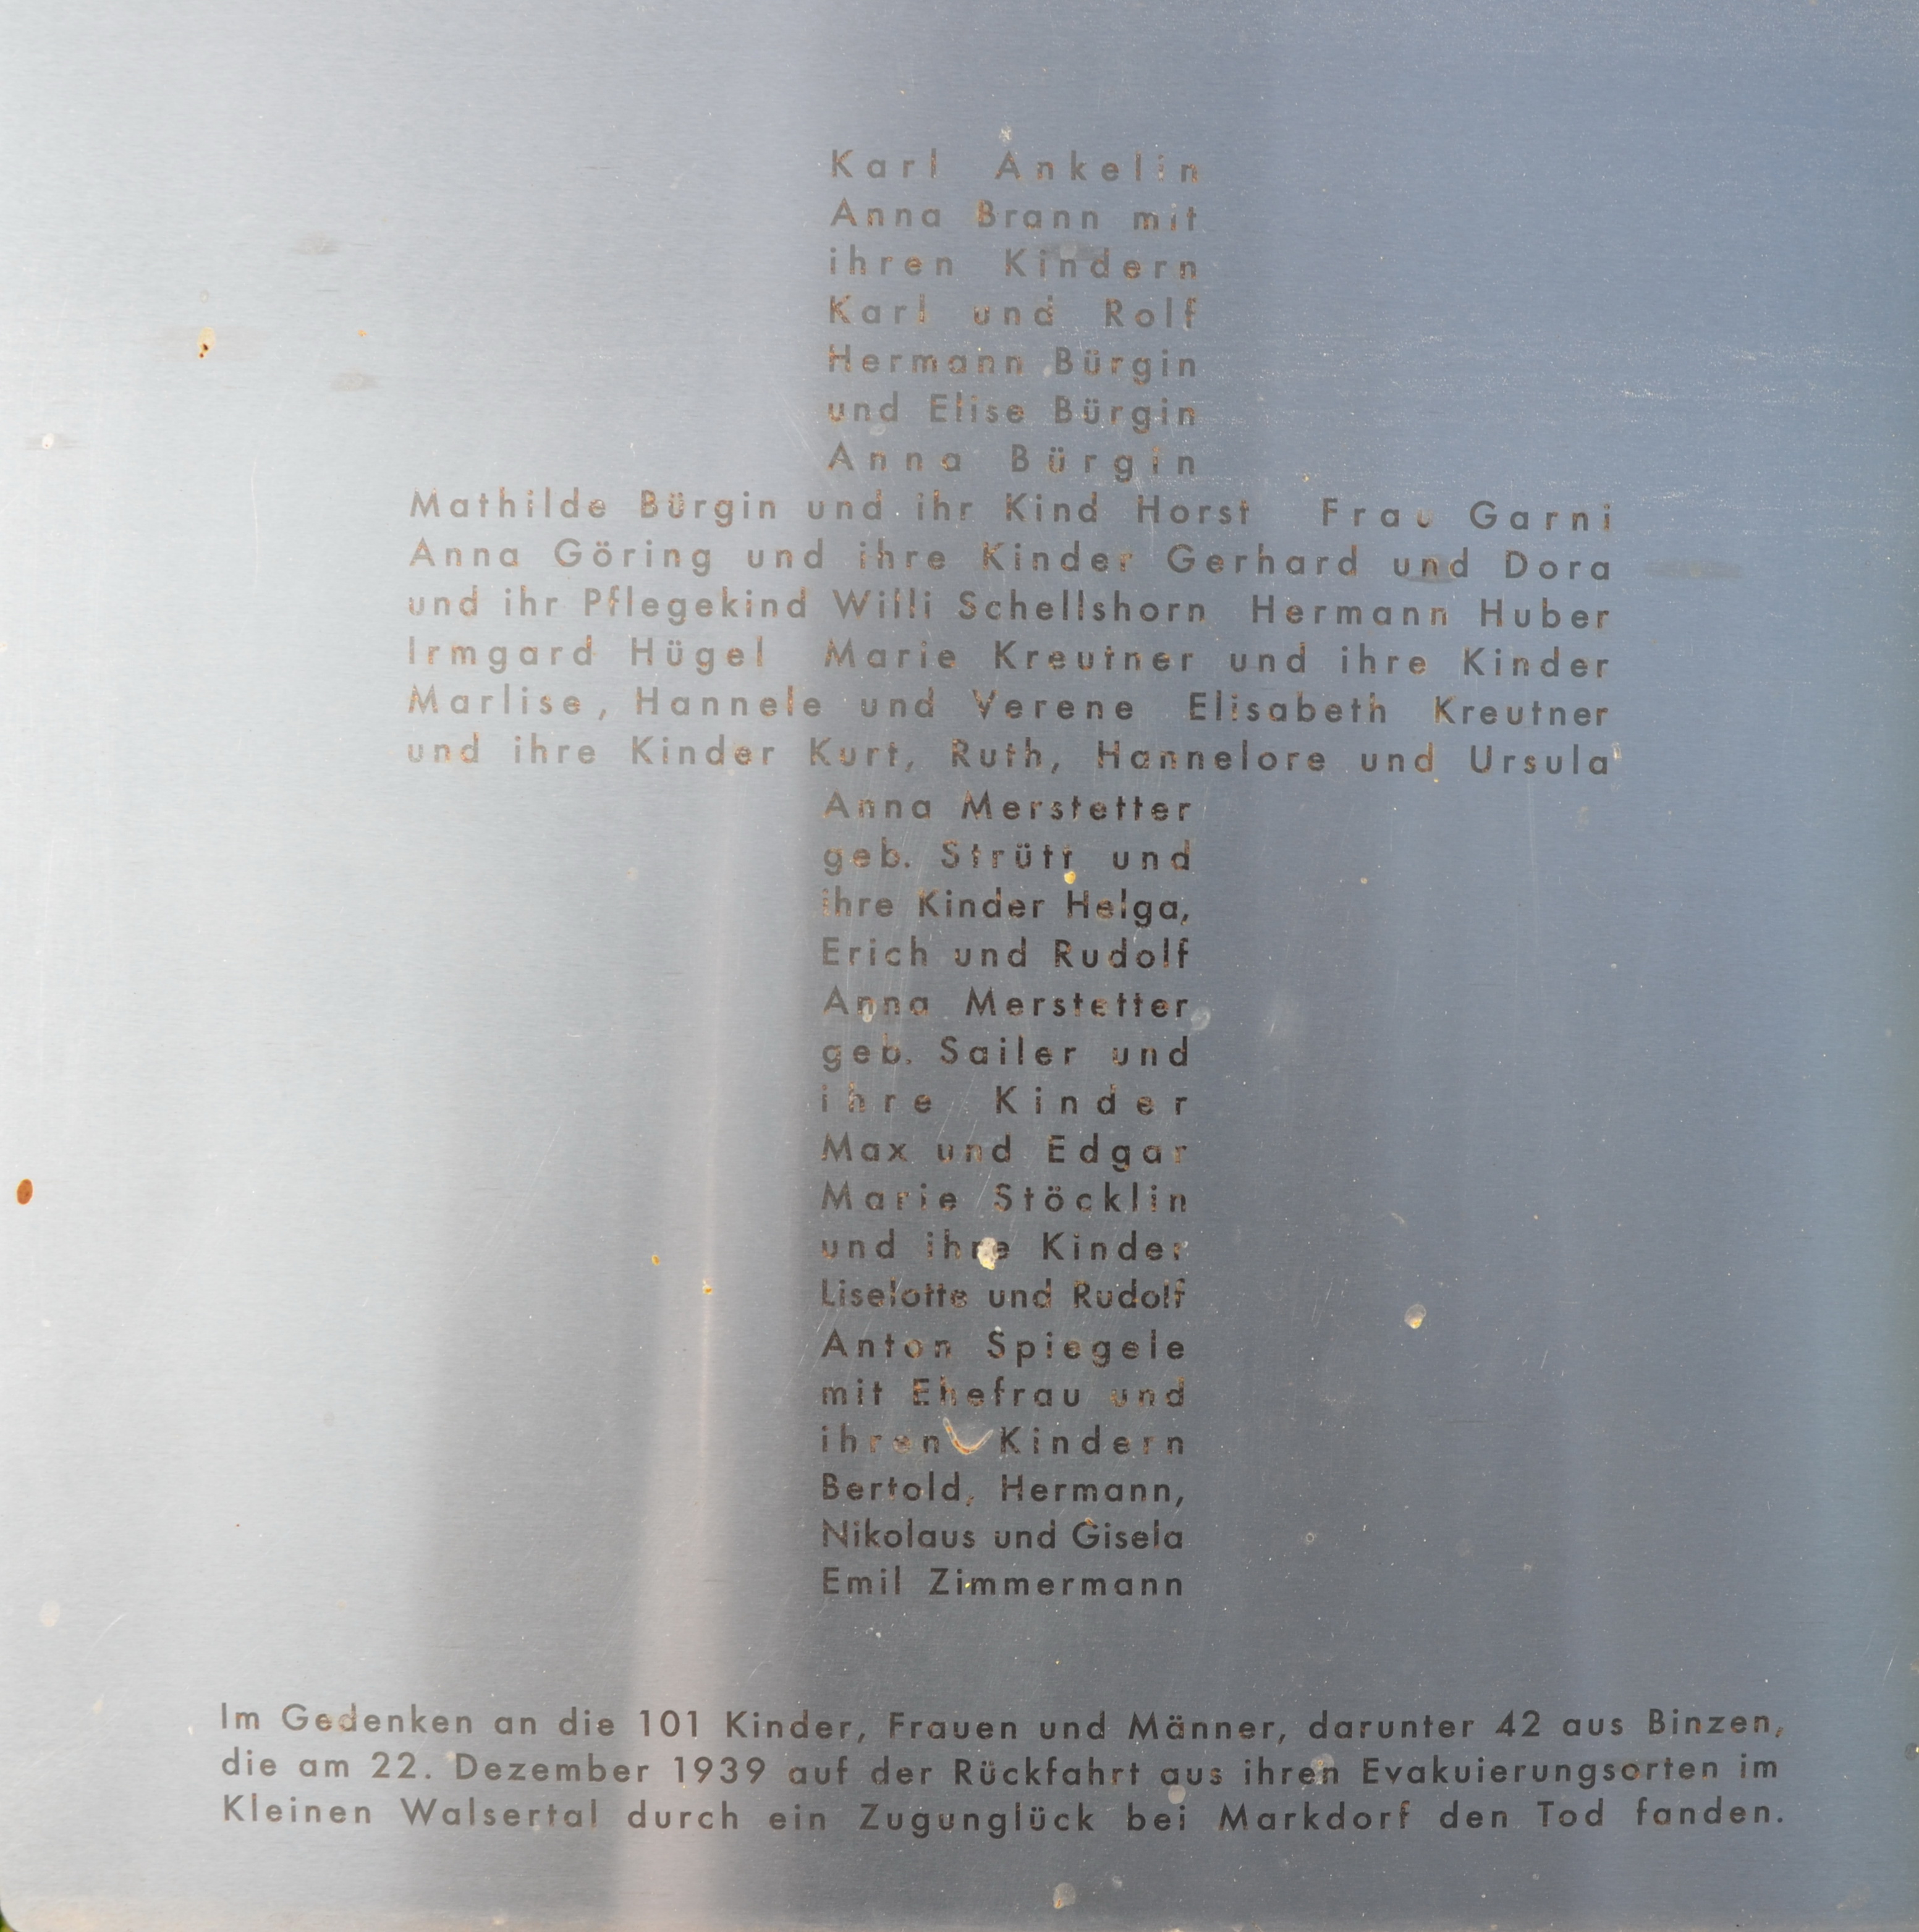 Karl Ankelin
Anna Brann mit
ihren Kindern
Karl und Rolf
Hermann Bürgin
und Elise Bürgin
Anna Bürgin
Mathilde Bürgin und ihr Kind Horst Frau Garni
Anna Göring und ihre Kinder Gerhard und Dora
und ihr Pflegekind Willi Schellshorn Hermann Huber
Irmgard Hügel Marie Kreutner und ihre Kinder
Marlise, Hannele und Verene Elisabeth Kreutner
und ihre Kinder Kurt, Ruth, Hannelore und Ursula
Anna Merstetter
geb. Strütt und
ihre Kinder Helga,
Erich und Rudolf
Anna Merstetter
geb. Sailer und
ihre Kinder
Max und Edgar
Marie Stöcklin
und ihre Kinder
Liselotte und Rudolf
Anton Spiegele
mit Ehefrau und
ihren Kindern
Bertold, Hermann,
Nikolaus und Gisela
Emil Zimmermann
Im Gedenken an die 101 Kinder, Frauen und Männer, darunter 42 aus Binzen,
die am 22. Dezember 1939 auf der Rückfahrt aus ihren Evakuierungsorten im
Kleinen Walsertal durch ein Zugunglück bei Markdorf den Tod fanden.